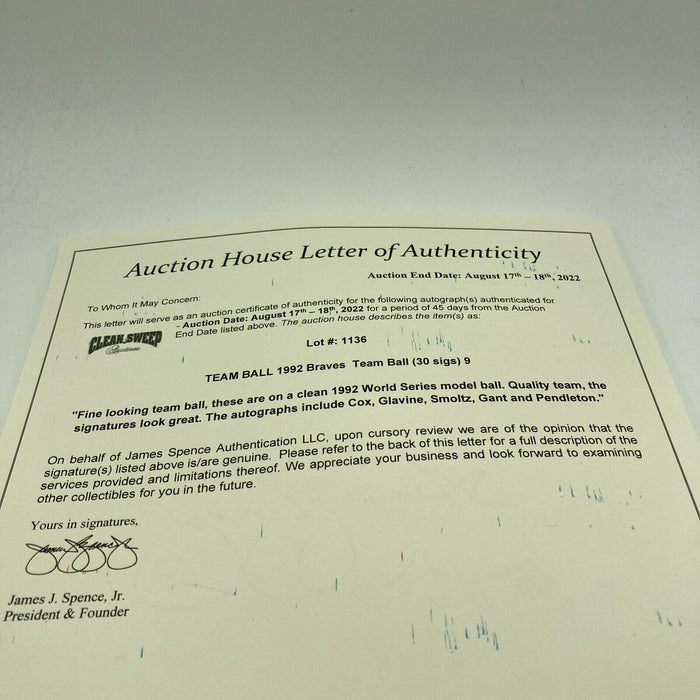 Auction House Letter of Authenticity
Auction End Date: August 17th – 18th, 2022
To Whom It May Concern:
This letter will serve as an auction certificate of authenticity for the following autograph(s) authenticated for
CLEAN SWEEP Auctions - Auction Date: August 17th – 18th, 2022 for a period of 45 days from the Auction
End Date listed above. The auction house describes the item(s) as:
Lot #: 1136
TEAM BALL 1992 Braves Team Ball (30 sigs) 9
"Fine looking team ball, these are on a clean 1992 World Series model ball. Quality team, the
signatures look great. The autographs include Cox, Glavine, Smoltz, Gant and Pendleton."
On behalf of James Spence Authentication LLC, upon cursory review we are of the opinion that the
signature(s) listed above is/are genuine. Please refer to the back of this letter for a full description of the
services provided and limitations thereof. We appreciate your business and look forward to examining
other collectibles for you in the future.
Yours in signatures,
James J. Spence, Jr.
President & Founder